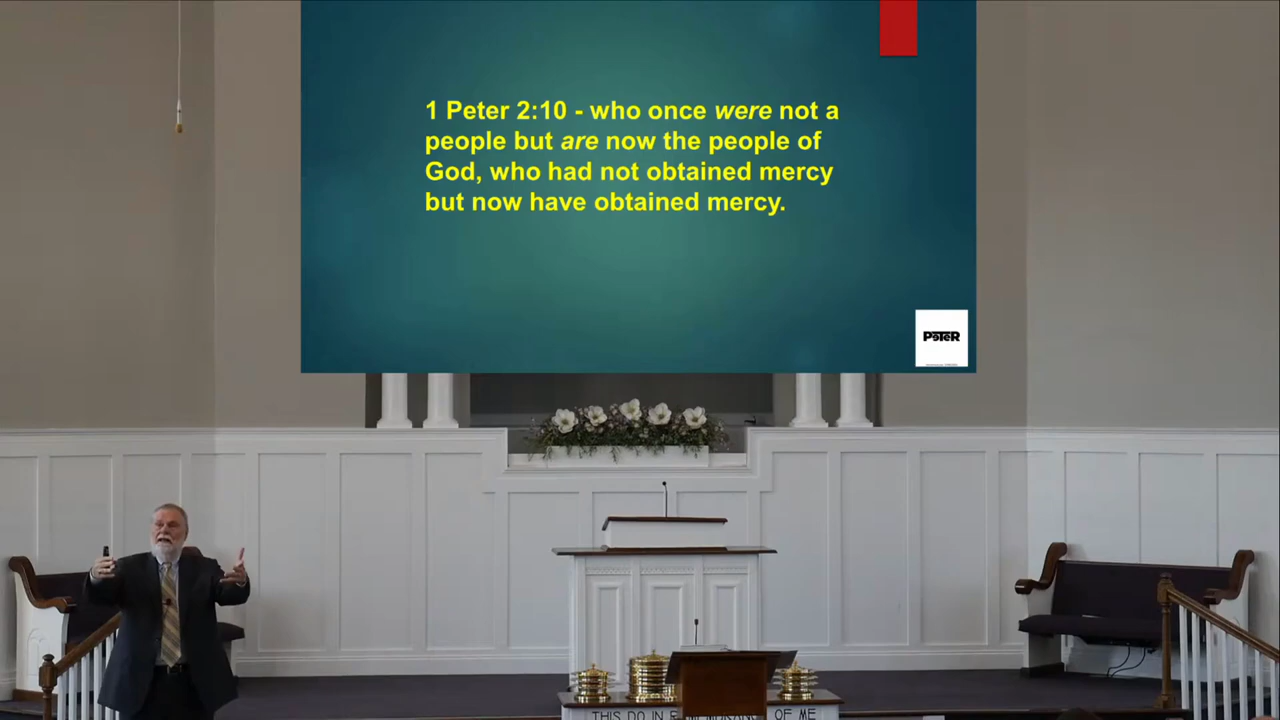 1 Peter 2:10 - who once were not a
people but are now the people of
God, who had not obtained mercy
but now have obtained mercy.
PeTeR
THIS DO IN OF ME